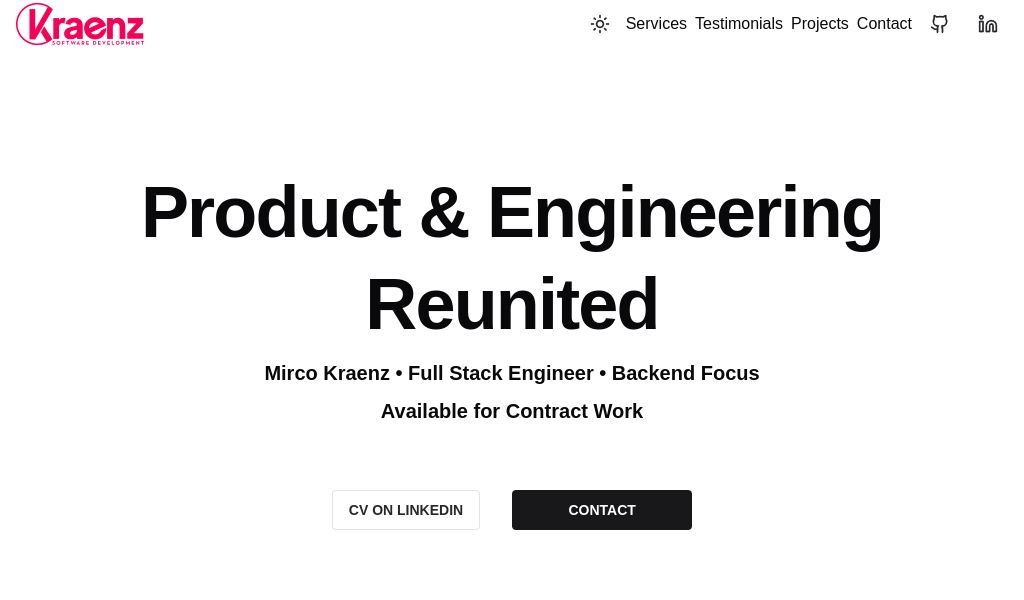 Kraenz
SOFTWARE DEVELOPMENT
Services Testimonials Projects Contact
Product & Engineering
Reunited
Mirco Kraenz • Full Stack Engineer • Backend Focus
Available for Contract Work
CV ON LINKEDIN CONTACT